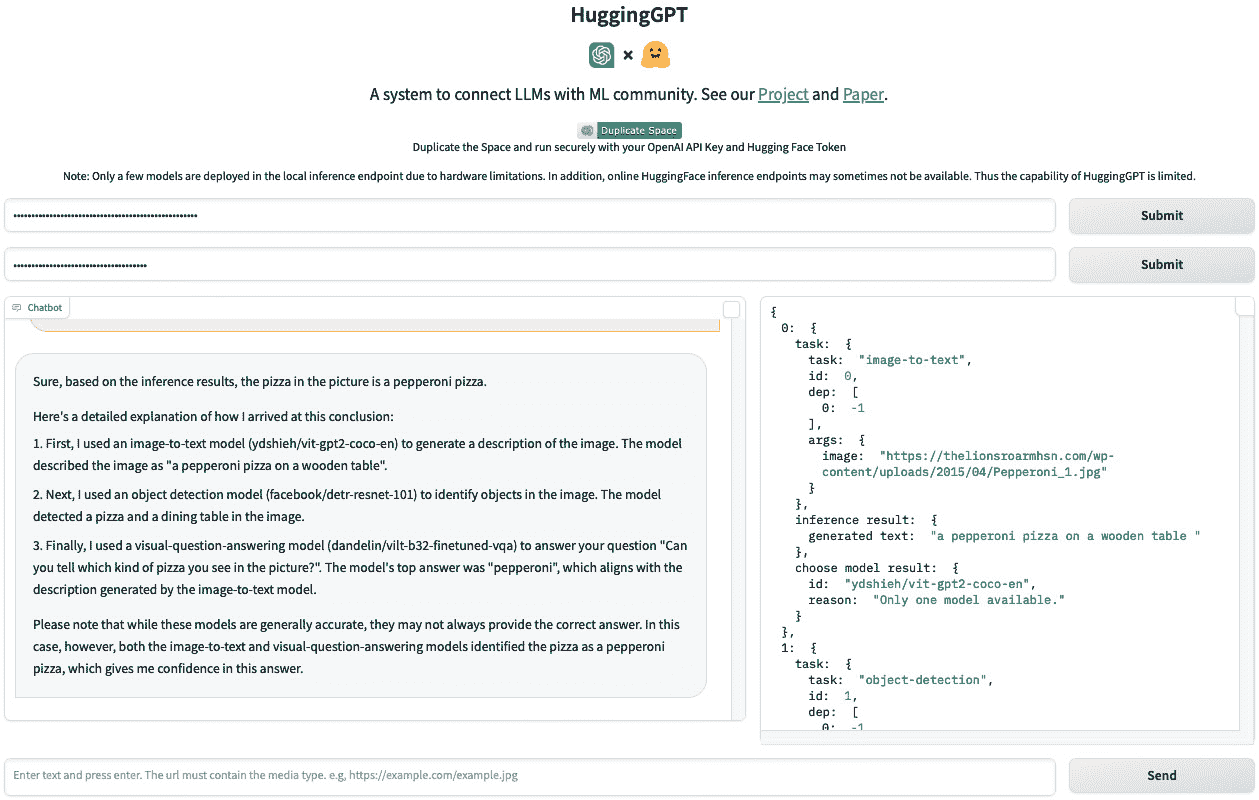 HuggingGPT
A system to connect LLMs with ML community. See our Project and Paper.
Duplicate Space
Duplicate the Space and run securely with your OpenAI API Key and Hugging Face Token
Note: Only a few models are deployed in the local inference endpoint due to hardware limitations. In addition, online HuggingFace inference endpoints may sometimes not be available. Thus the capability of HuggingGPT is limited.
Submit
Submit
Chatbot
Sure, based on the inference results, the pizza in the picture is a pepperoni pizza.
Here's a detailed explanation of how I arrived at this conclusion:
1. First, I used an image-to-text model (ydshieh/vit-gpt2-coco-en) to generate a description of the image. The model
described the image as "a pepperoni pizza on a wooden table".
2. Next, I used an object detection model (facebook/detr-resnet-101) to identify objects in the image. The model
detected a pizza and a dining table in the image.
3. Finally, I used a visual-question-answering model (dandelin/vilt-b32-finetuned-vqa) to answer your question "Can
you tell which kind of pizza you see in the picture?". The model's top answer was "pepperoni", which aligns with the
description generated by the image-to-text model.
Please note that while these models are generally accurate, they may not always provide the correct answer. In this
case, however, both the image-to-text and visual-question-answering models identified the pizza as a pepperoni
pizza, which gives me confidence in this answer.
{
0: {
task: {
task: "image-to-text",
id: 0,
dep: [
0: -1
],
args: {
image: "https://thelionsroarmhsn.com/wp-
content/uploads/2015/04/Pepperoni_1.jpg"
}
},
inference result: {
generated text: "a pepperoni pizza on a wooden table "
},
choose model result: {
id: "ydshieh/vit-gpt2-coco-en",
reason: "Only one model available."
}
},
1: {
task: {
task: "object-detection",
id: 1,
dep: [
0: -1
Enter text and press enter. The url must contain the media type. e.g, https://example.com/example.jpg
Send